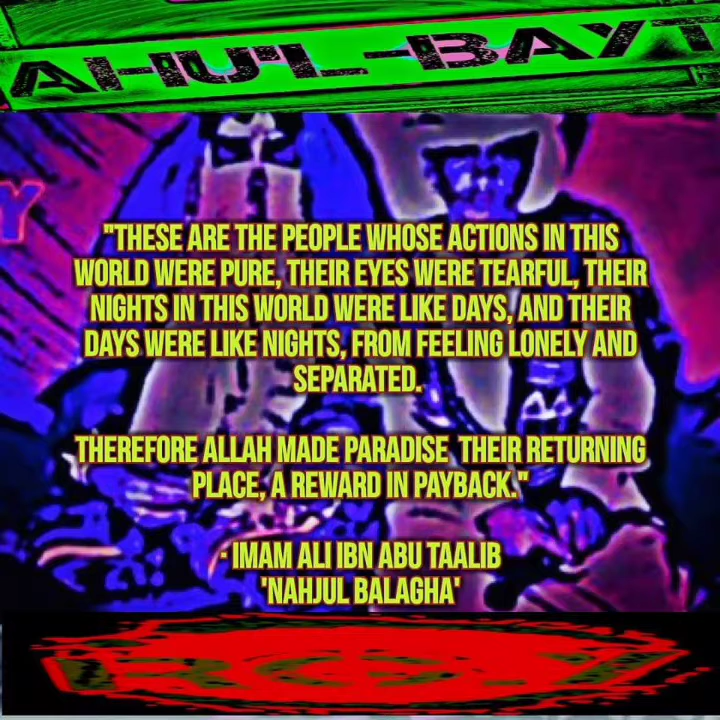 AHU'L-BAYT
Y
"THESE ARE THE PEOPLE WHOSE ACTIONS IN THIS
WORLD WERE PURE, THEIR EYES WERE TEARFUL, THEIR
NIGHTS IN THIS WORLD WERE LIKE DAYS, AND THEIR
DAYS WERE LIKE NIGHTS, FROM FEELING LONELY AND
SEPARATED.
THEREFORE ALLAH MADE PARADISE THEIR RETURNING
PLACE, A REWARD IN PAYBACK."
- IMAM ALI IBN ABU TAALIB
'NAHJUL BALAGHA'